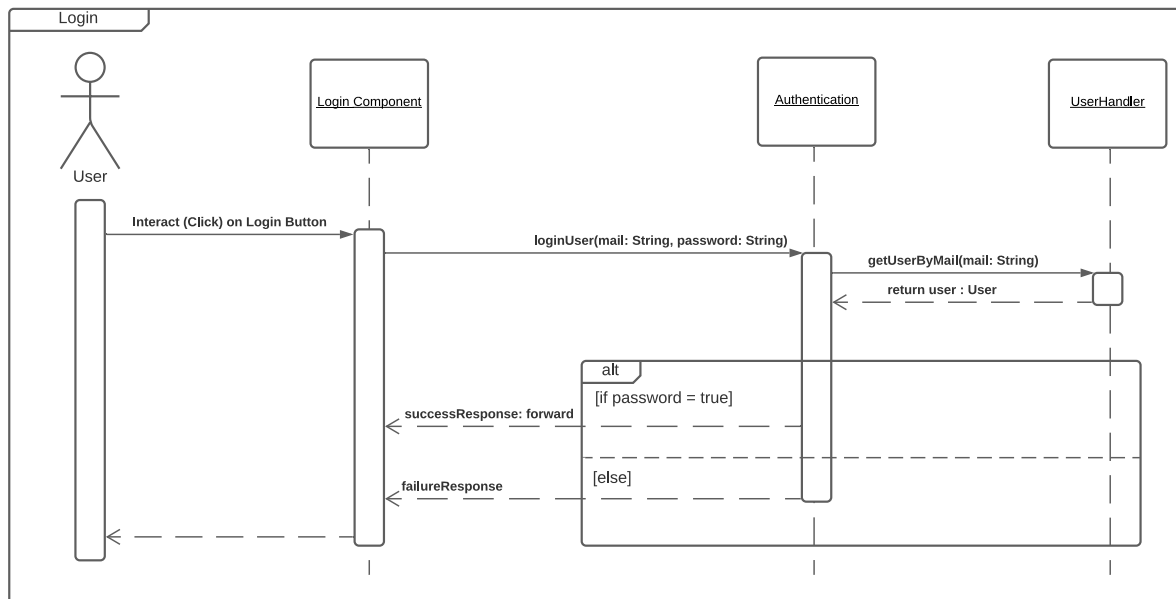 Login
Login Component
Authentication
UserHandler
User
Interact (Click) on Login Button
loginUser(mail: String, password: String)
getUserByMail(mail: String)
return user : User
alt
[if password = true]
successResponse: forward
[else]
failureResponse